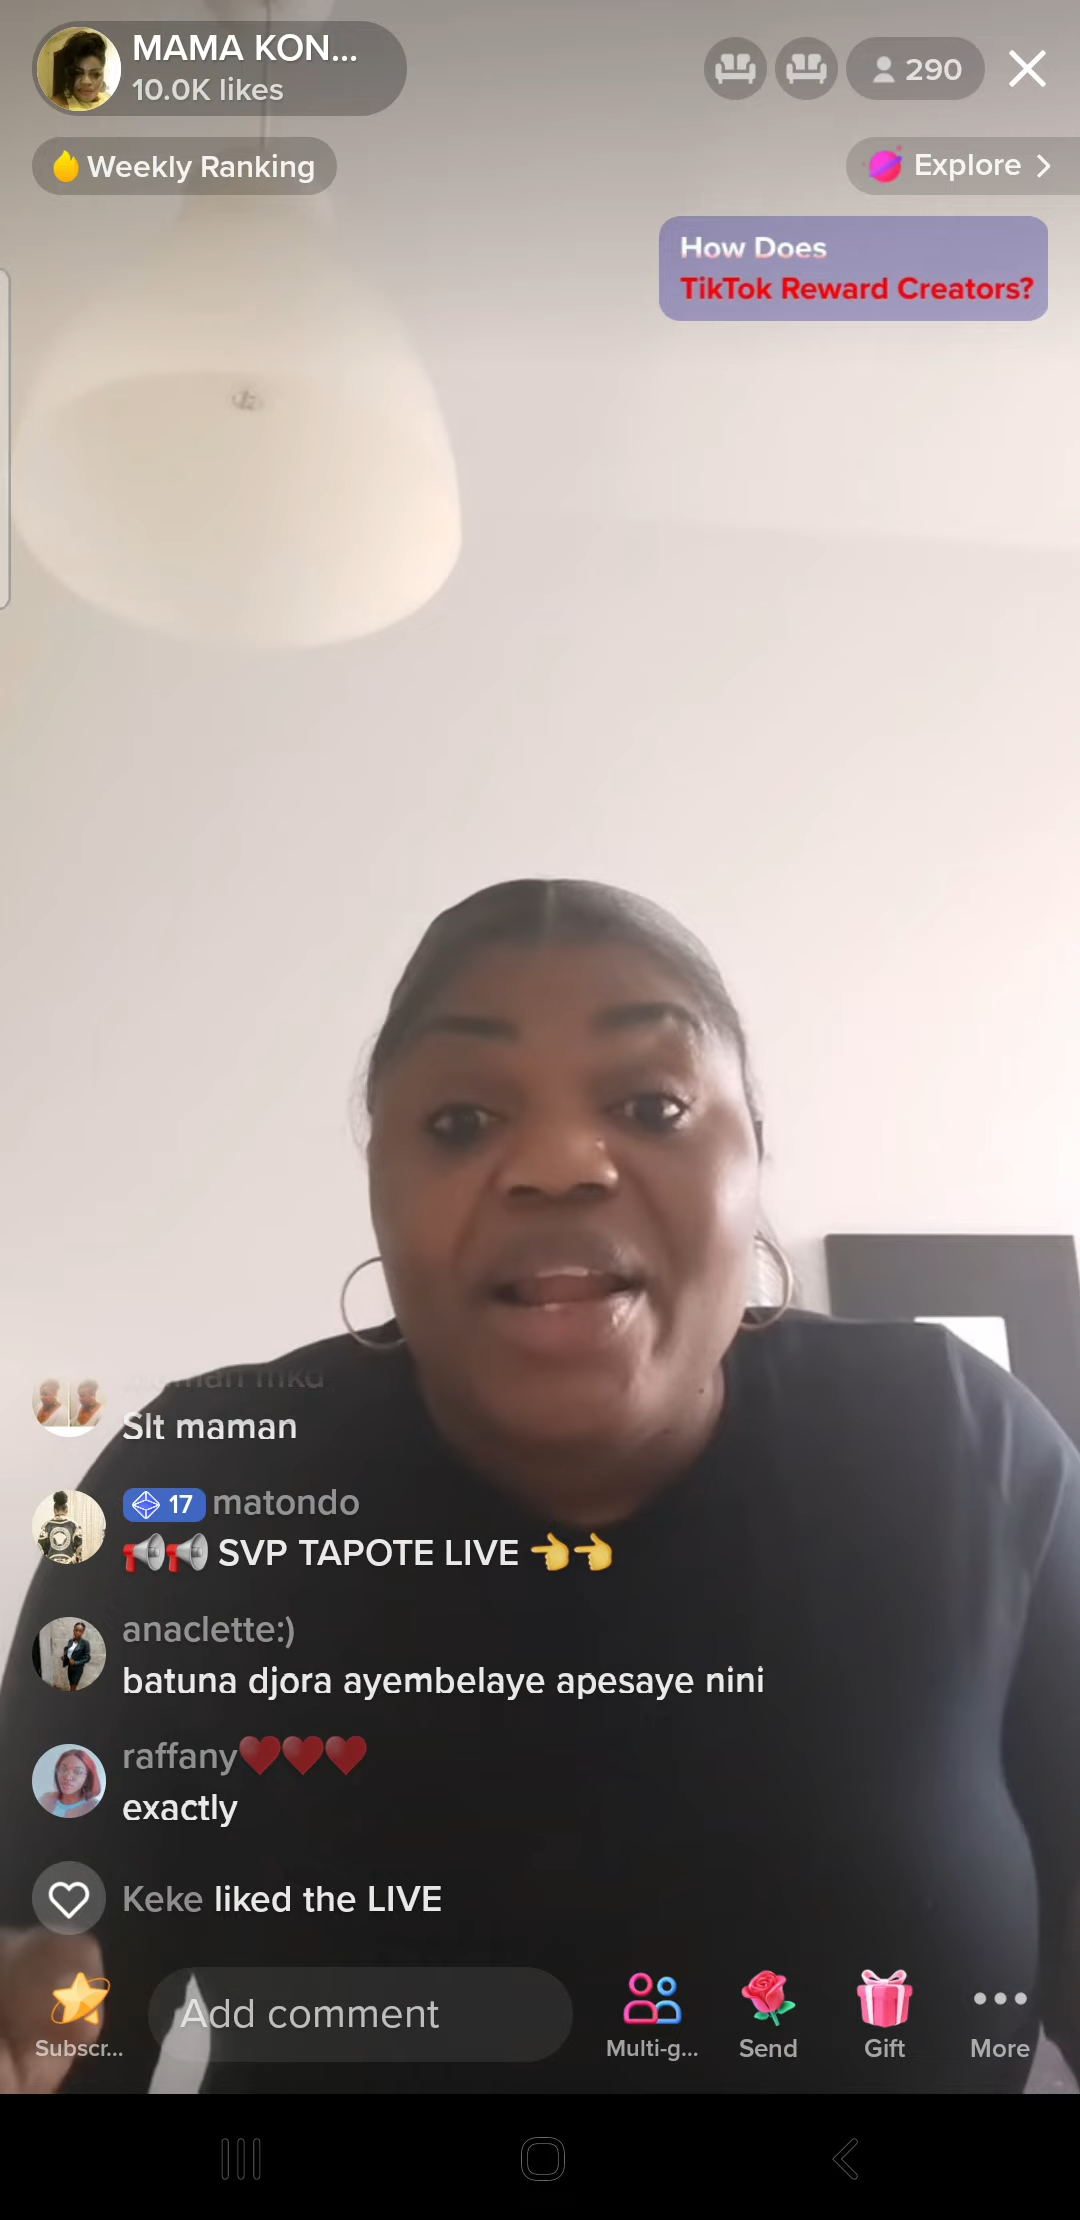 MAMA KON...
10.0K likes
290
Weekly Ranking
Explore
How Does
TikTok Reward Creators?
Slt maman
17 matondo
📢📢 SVP TAPOTE LIVE 👈👈
anaclette:)
batuna djora ayembelaye apesaye nini
raffany❤️❤️❤️
exactly
Keke liked the LIVE
Subscr...
Add comment
Multi-g...
Send
Gift
More